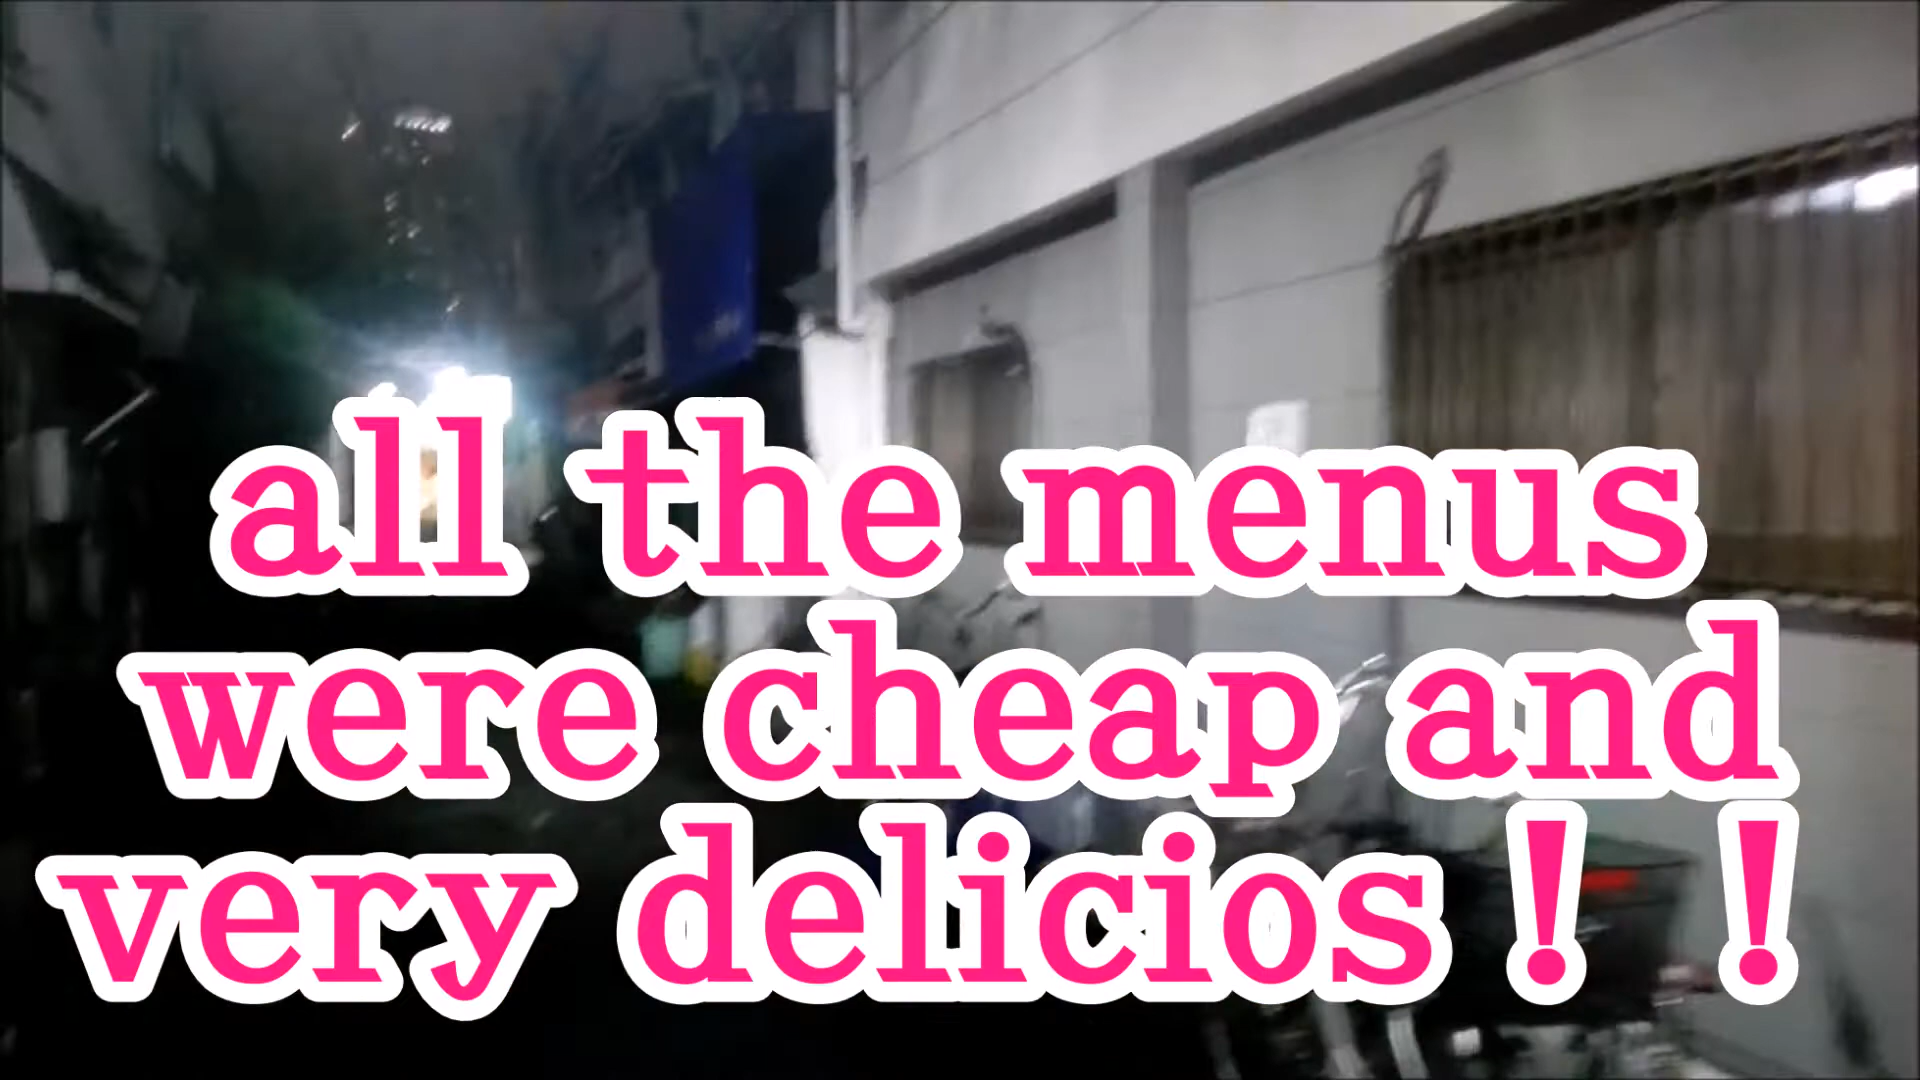 all the menus
were cheap and
very delicios！！